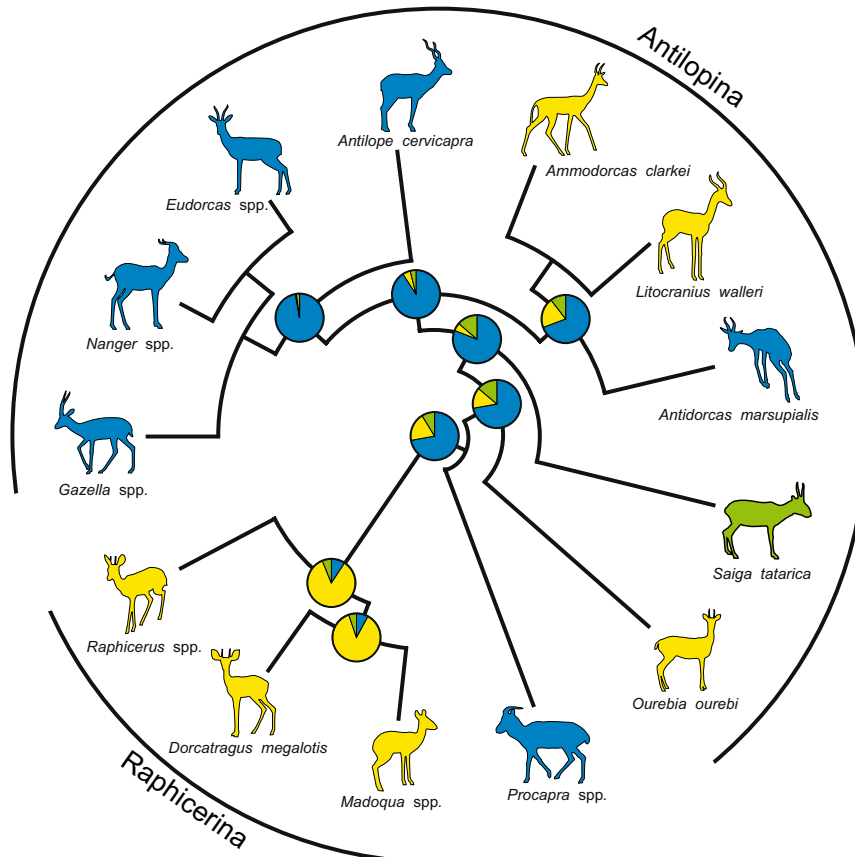 Antilopina
Antilope cervicapra
Ammodorcas clarkei
Eudorcas spp.
Litocranius walleri
Nanger spp.
Antidorcas marsupialis
Gazella spp.
Saiga tatarica
Raphicerus spp.
Ourebia ourebi
Dorcatragus megalotis
Madoqua spp.
Procapra spp.
Raphicerina